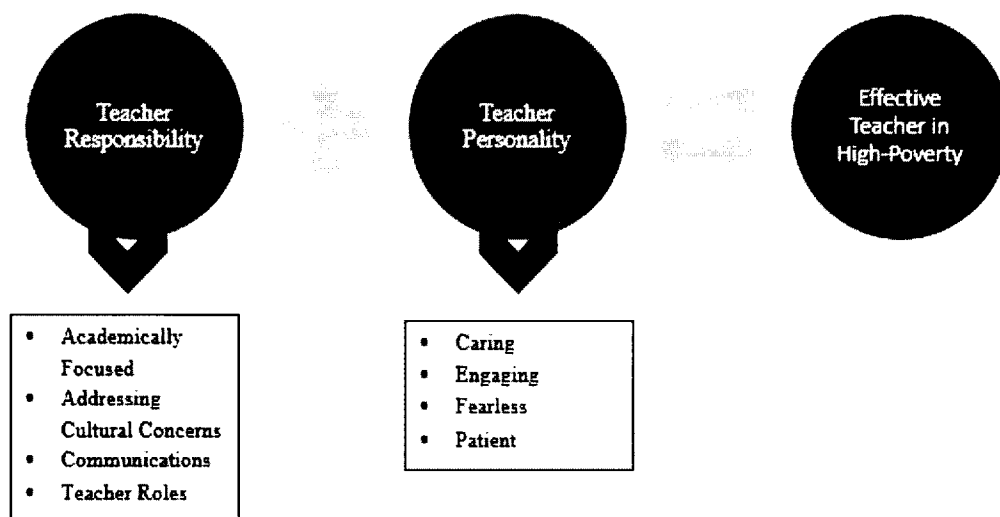 Teacher
Responsibility
Teacher
Personality
Effective
Teacher in
High-Poverty
• Academically
Focused
• Addressing
Cultural Concerns
• Communications
• Teacher Roles
• Caring
• Engaging
• Fearless
• Patient